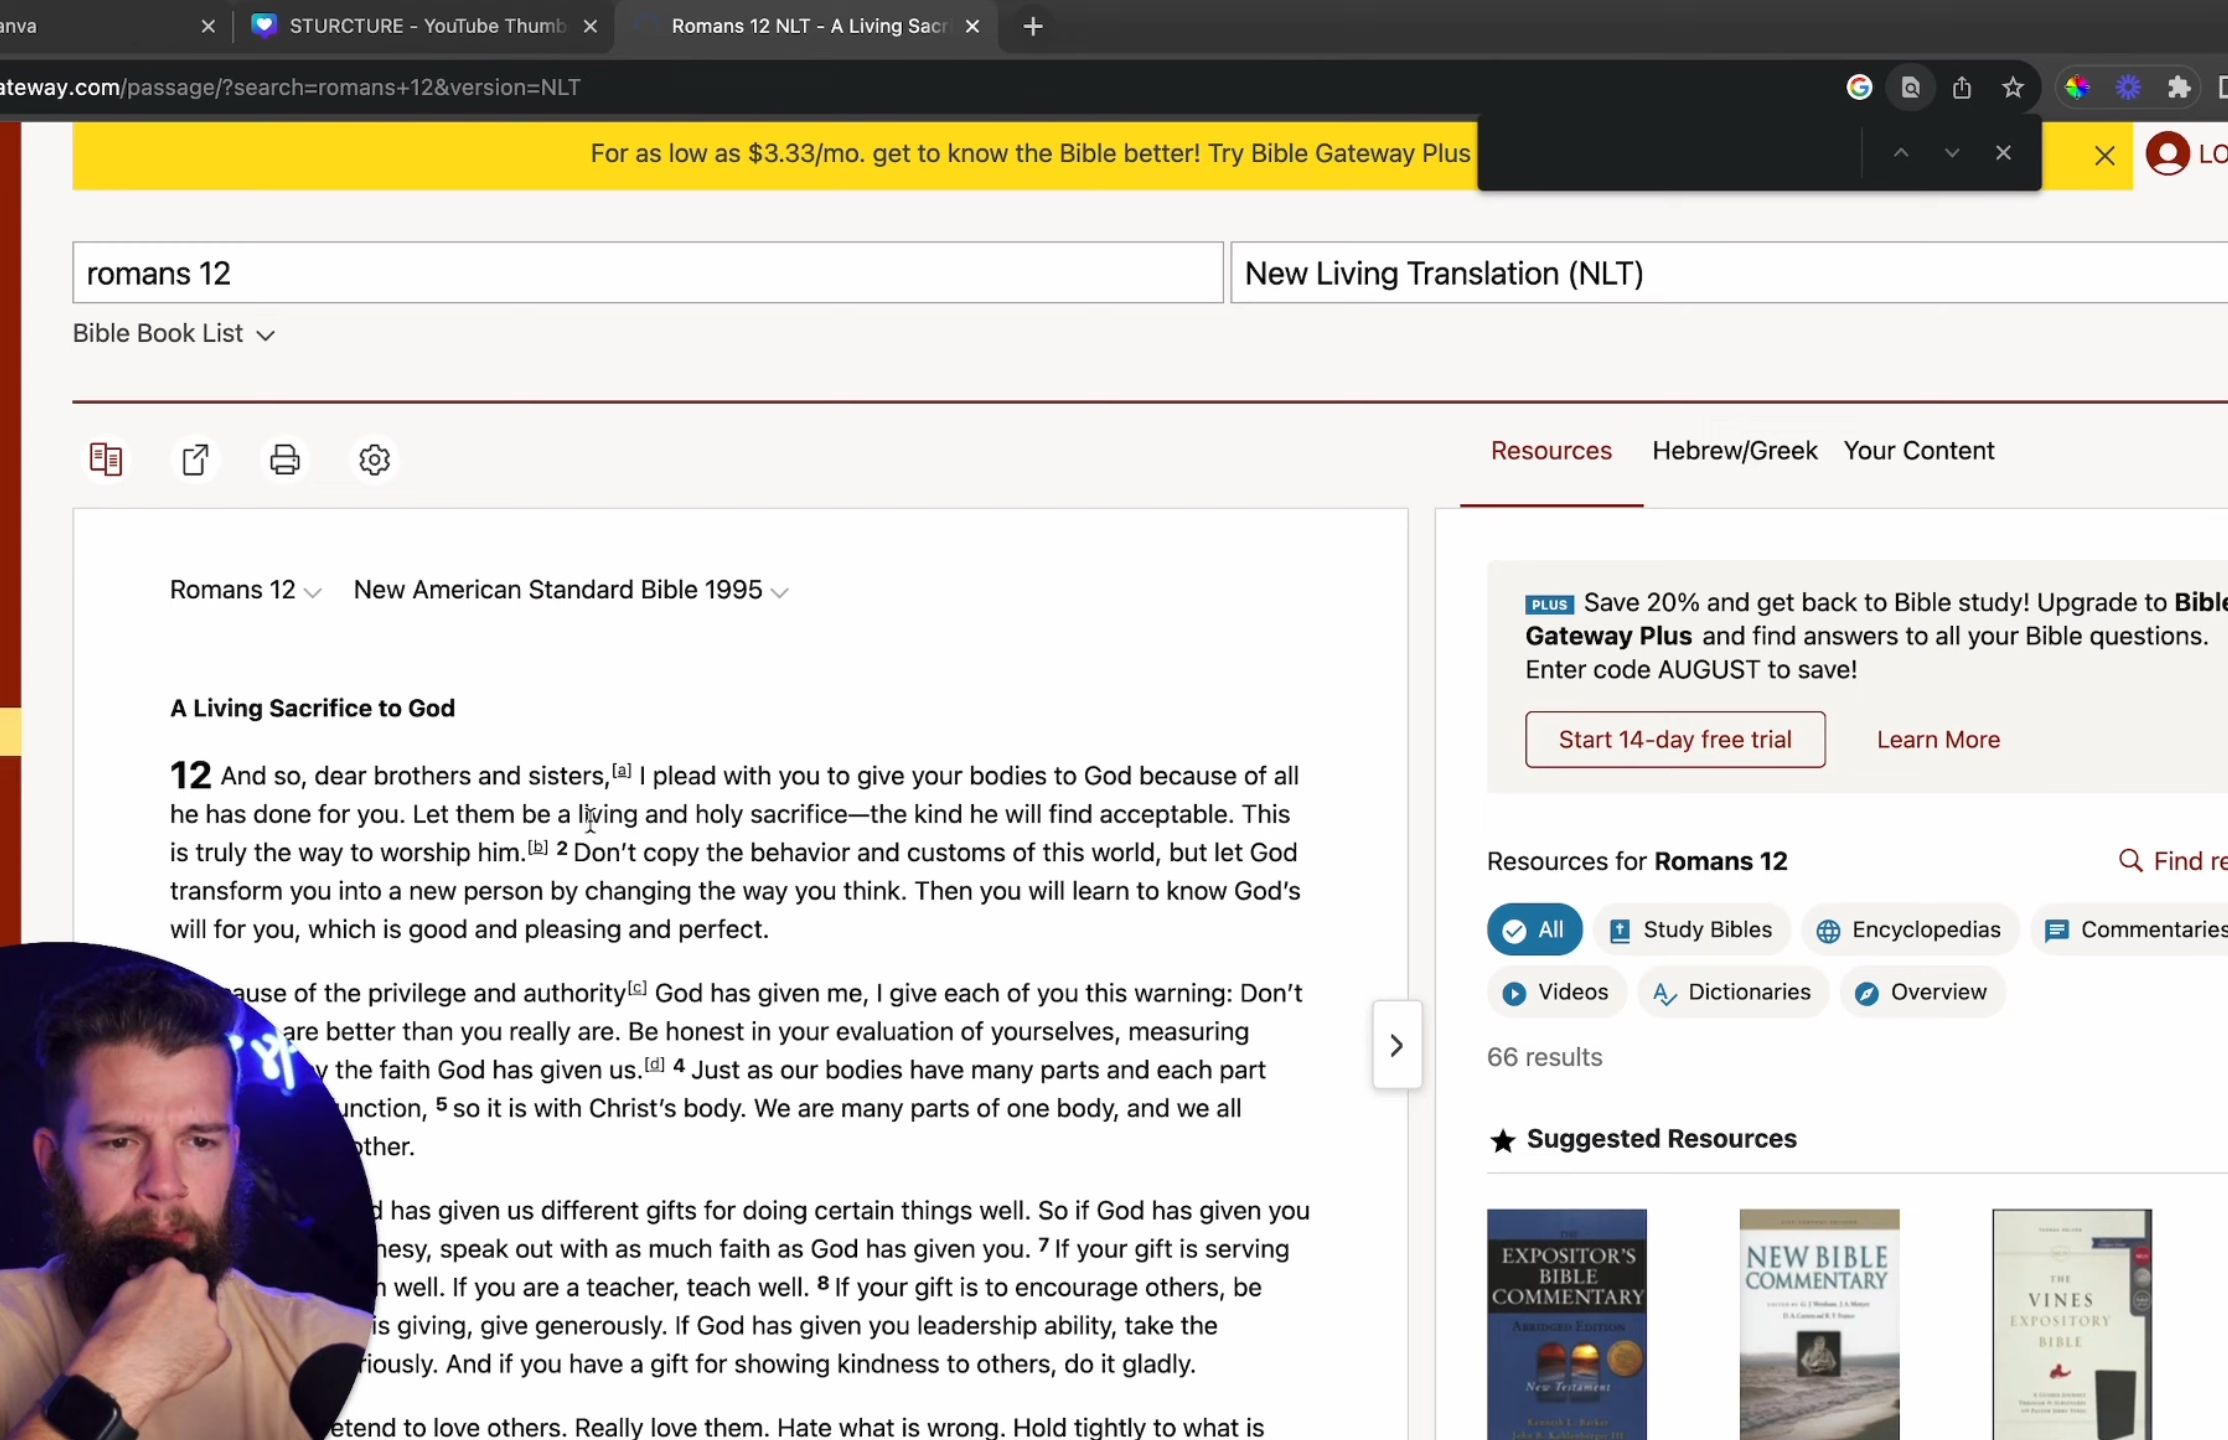 anva
STURCTURE - YouTube Thumb
Romans 12 NLT - A Living Sacr
ateway.com/passage/?search=romans+12&version=NLT
For as low as $3.33/mo. get to know the Bible better! Try Bible Gateway Plus
LO
romans 12
New Living Translation (NLT)
Bible Book List
Resources Hebrew/Greek Your Content
Romans 12 New American Standard Bible 1995
A Living Sacrifice to God
12 And so, dear brothers and sisters,[a] I plead with you to give your bodies to God because of all
he has done for you. Let them be a living and holy sacrifice—the kind he will find acceptable. This
is truly the way to worship him.[b] 2 Don’t copy the behavior and customs of this world, but let God
transform you into a new person by changing the way you think. Then you will learn to know God’s
will for you, which is good and pleasing and perfect.
ause of the privilege and authority[c] God has given me, I give each of you this warning: Don’t
are better than you really are. Be honest in your evaluation of yourselves, measuring
y the faith God has given us.[d] 4 Just as our bodies have many parts and each part
unction, 5 so it is with Christ’s body. We are many parts of one body, and we all
other.
d has given us different gifts for doing certain things well. So if God has given you
hesy, speak out with as much faith as God has given you. 7 If your gift is serving
n well. If you are a teacher, teach well. 8 If your gift is to encourage others, be
is giving, give generously. If God has given you leadership ability, take the
riously. And if you have a gift for showing kindness to others, do it gladly.
etend to love others. Really love them. Hate what is wrong. Hold tightly to what is
PLUS Save 20% and get back to Bible study! Upgrade to Bible
Gateway Plus and find answers to all your Bible questions.
Enter code AUGUST to save!
Start 14-day free trial
Learn More
Resources for Romans 12
Find re
All
Study Bibles
Encyclopedias
Commentaries
Videos
Dictionaries
Overview
66 results
Suggested Resources
THE
EXPOSITOR'S
BIBLE
COMMENTARY
ABRIDGED EDITION
New Testament
NEW BIBLE
COMMENTARY
THE
VINES
EXPOSITORY
BIBLE